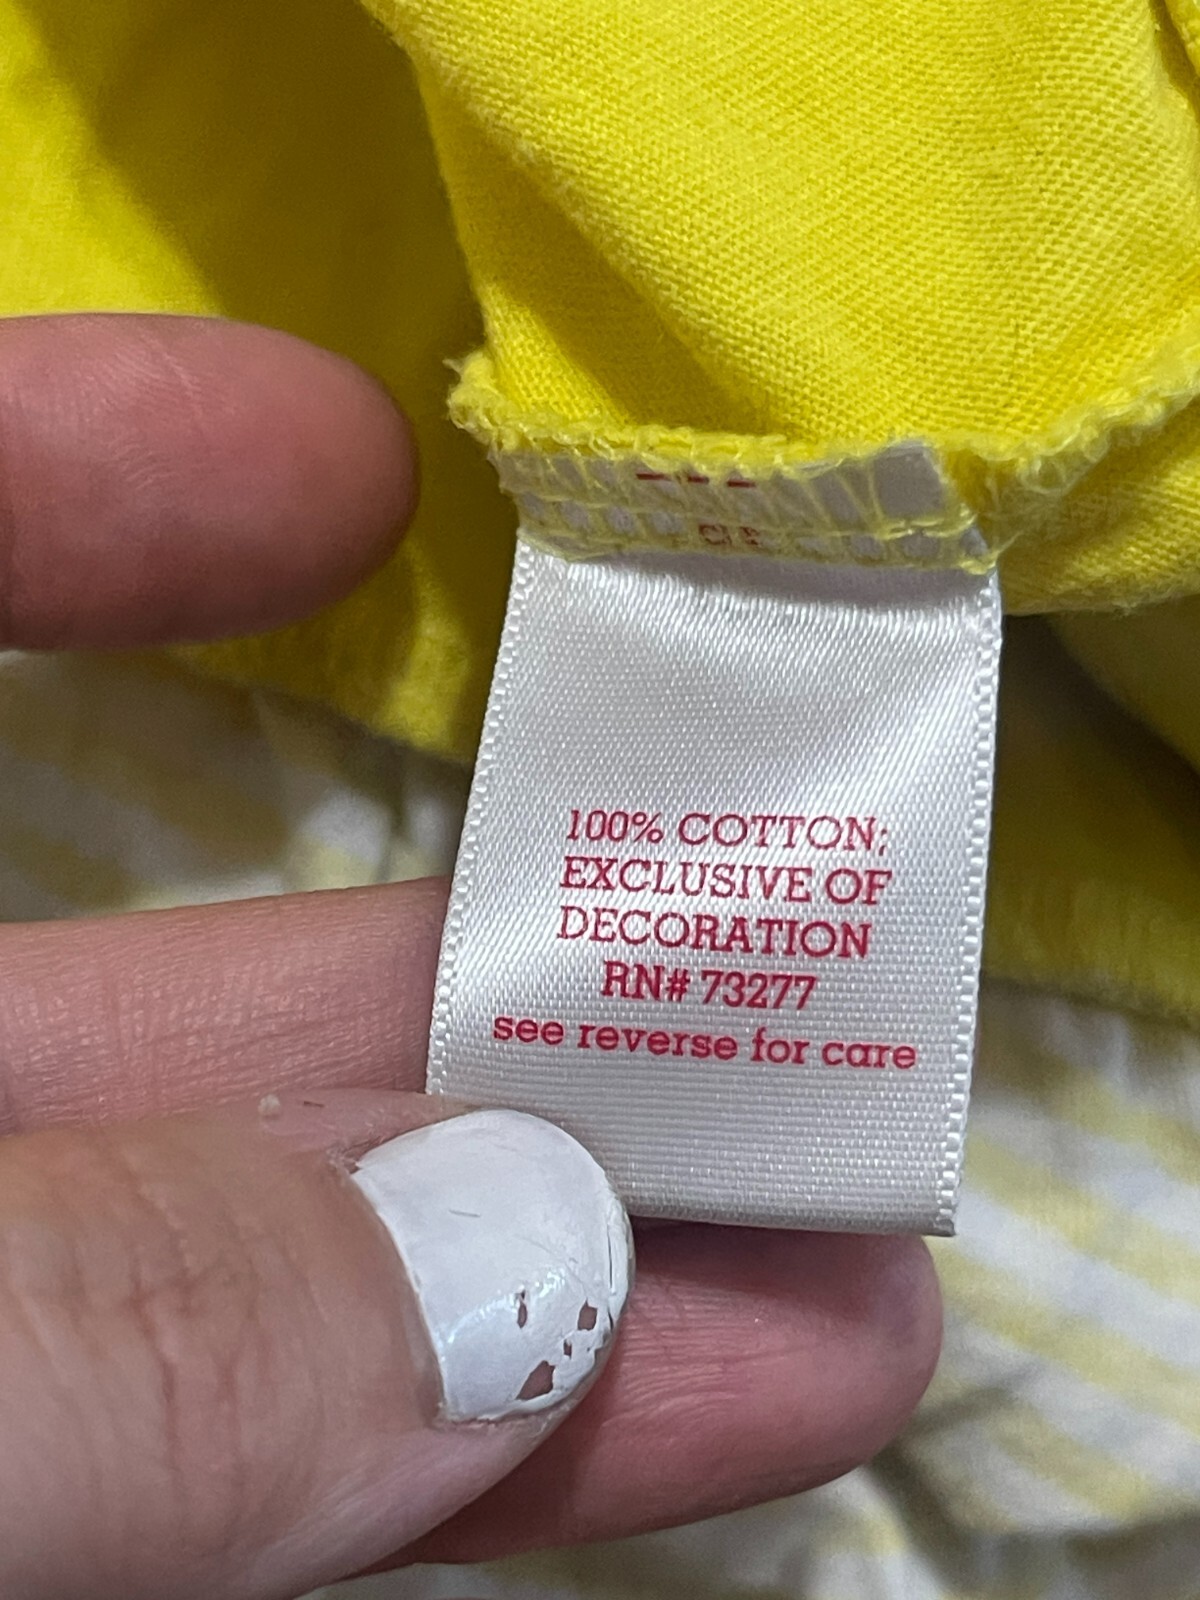 100% COTTON;
EXCLUSIVE OF
DECORATION
RN# 73277
see reverse for care